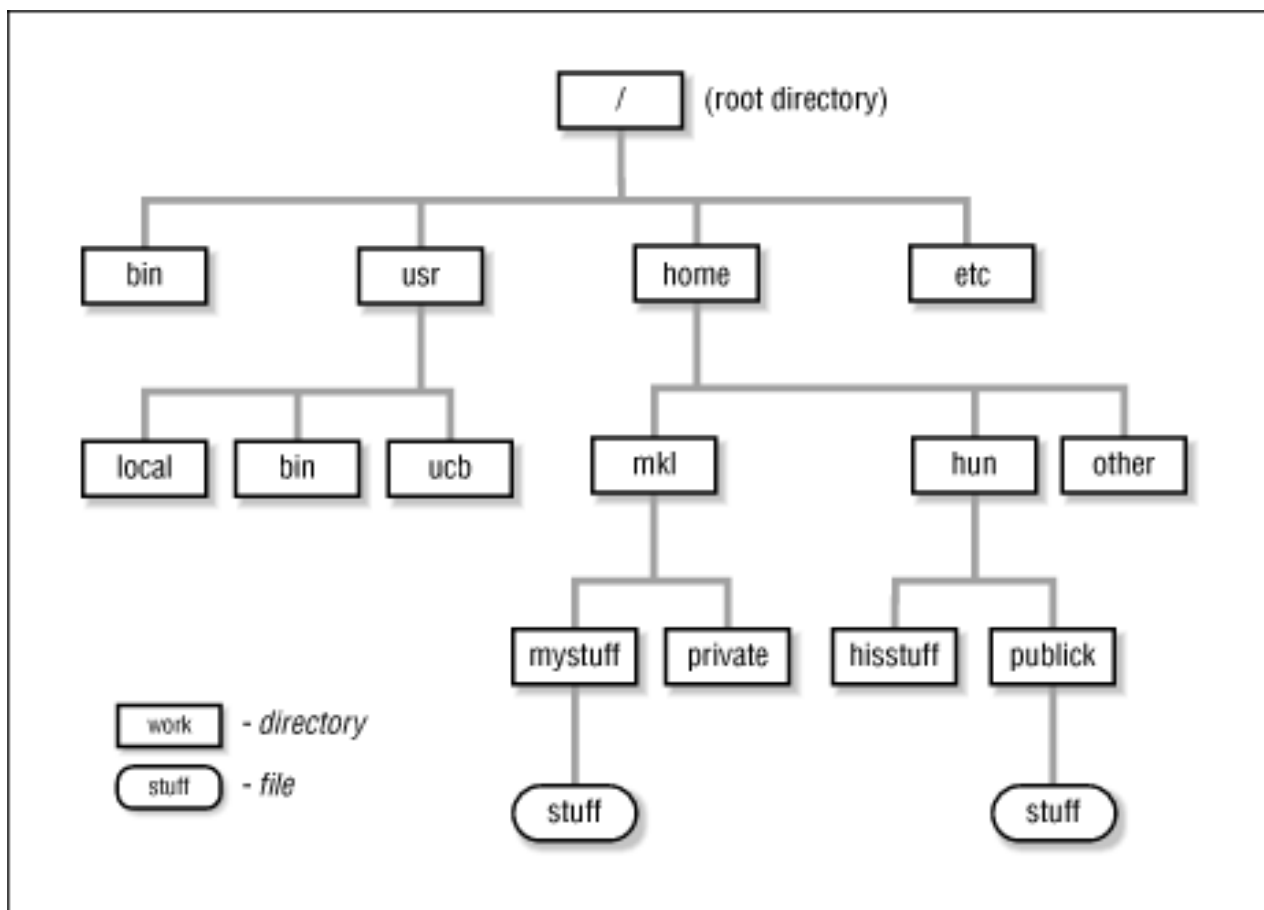 / (root directory)
bin usr home etc
local bin ucb mkl hun other
mystuff private hisstuff publick
work - directory
stuff - file
stuff stuff